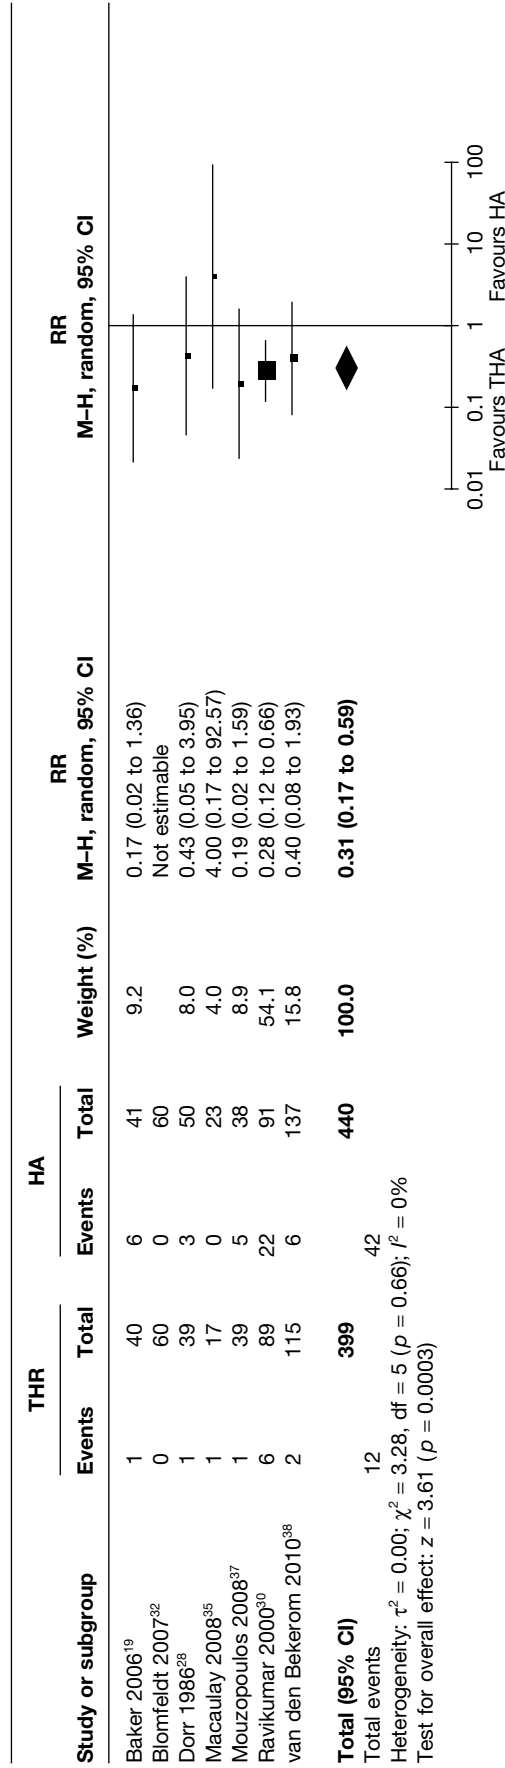 THR HA RR RR
Study or subgroup Events Total Events Total Weight (%) M–H, random, 95% CI M–H, random, 95% CI
Baker 2006¹⁹ 1 40 6 41 9.2 0.17 (0.02 to 1.36)
Blomfeldt 2007³² 0 60 0 60 Not estimable
Dorr 1986²⁸ 1 39 3 50 8.0 0.43 (0.05 to 3.95)
Macaulay 2008³⁵ 1 17 0 23 4.0 4.00 (0.17 to 92.57)
Mouzopoulos 2008³⁷ 1 39 5 38 8.9 0.19 (0.02 to 1.59)
Ravikumar 2000³⁰ 6 89 22 91 54.1 0.28 (0.12 to 0.66)
van den Bekerom 2010³⁸ 2 115 6 137 15.8 0.40 (0.08 to 1.93)
Total (95% CI) 399 440 100.0 0.31 (0.17 to 0.59)
Total events 12 42
Heterogeneity: τ² = 0.00; χ² = 3.28, df = 5 (p = 0.66); I² = 0%
Test for overall effect: z = 3.61 (p = 0.0003)
0.01 0.1 1 10 100
Favours THA Favours HA